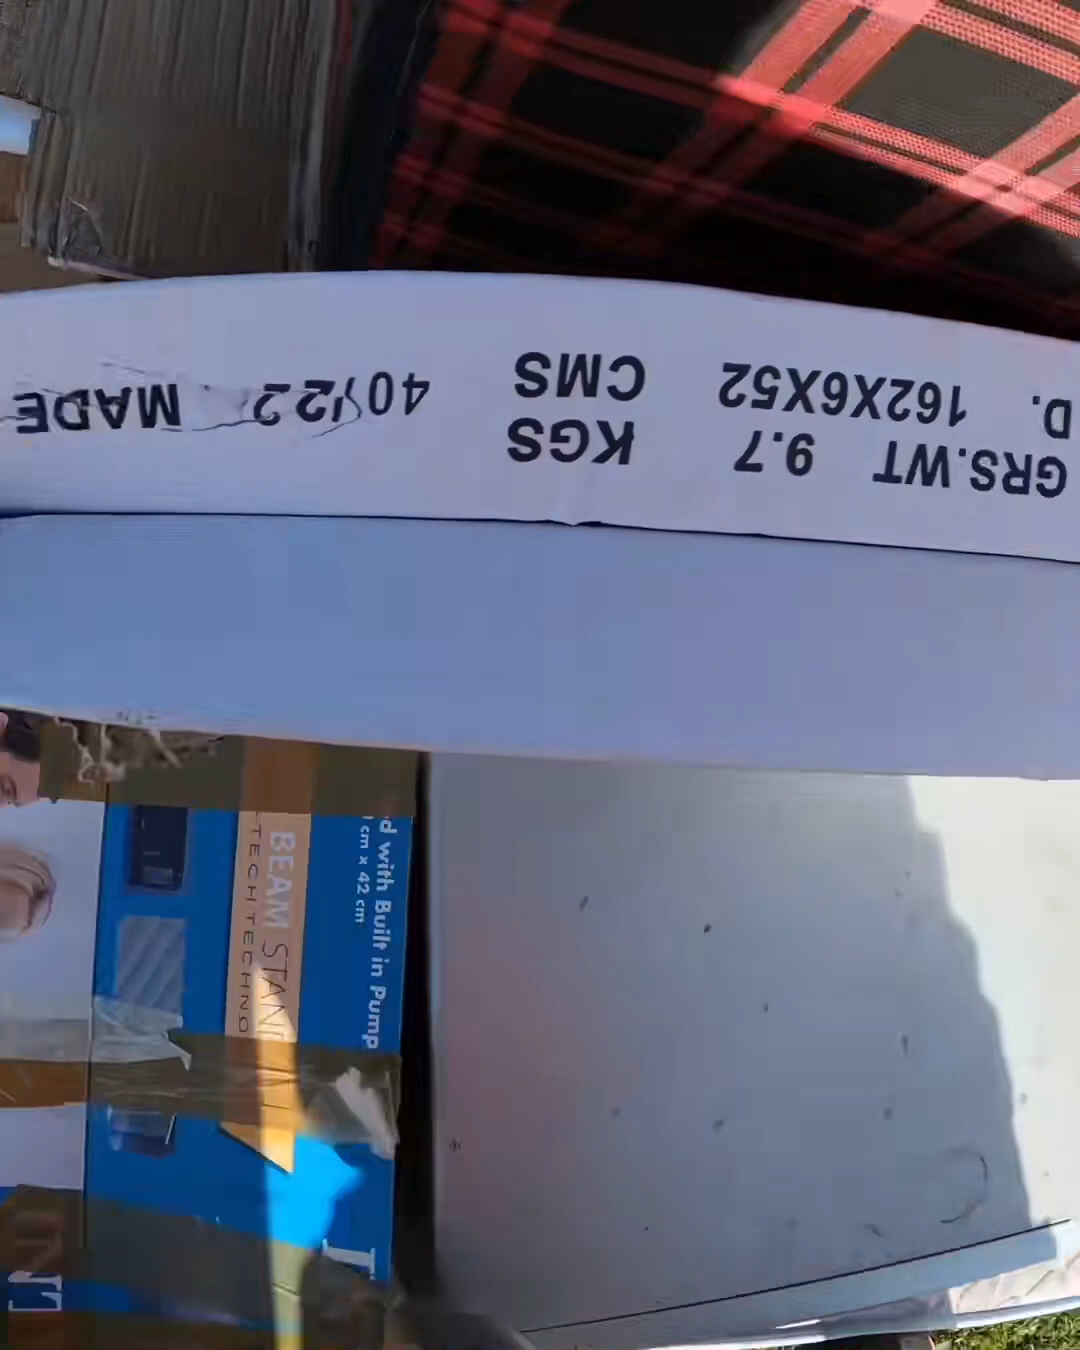 GRS.WT 9.7 KGS
D. 162X6X52 CMS 40/22 MADE
d with Built in Pump
cm x 42 cm
BEAM STAND
TECH TECHNO